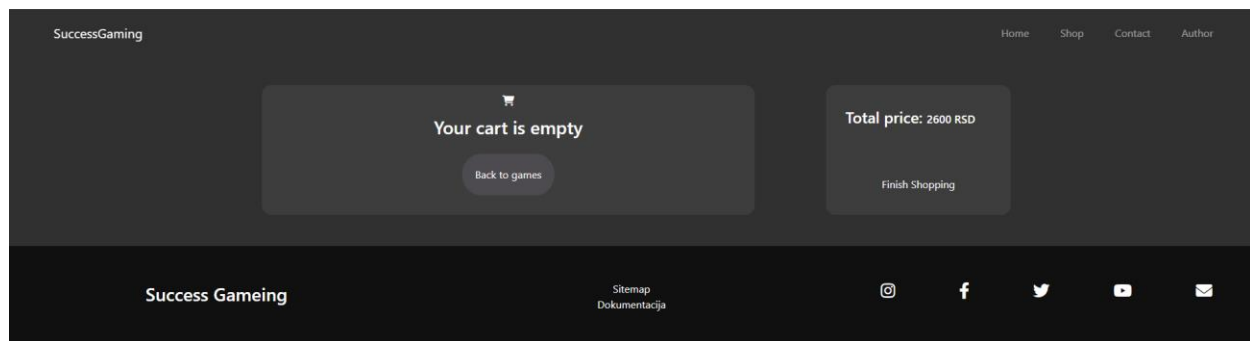 SuccessGaming
Home Shop Contact Author
Your cart is empty
Back to games
Total price: 2600 RSD
Finish Shopping
Success Gameing
Sitemap
Dokumentacija